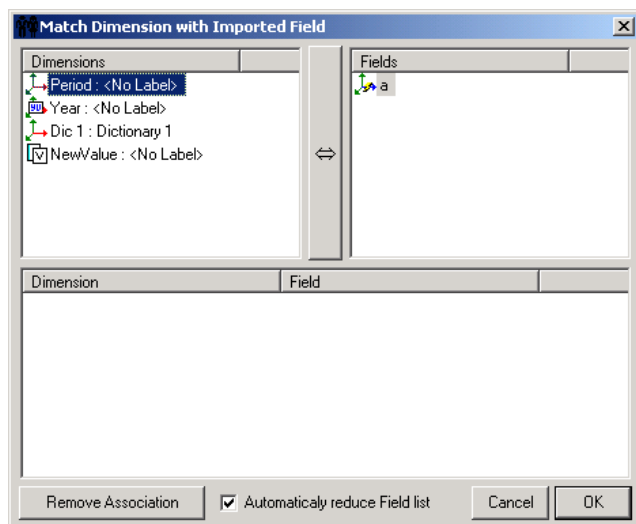 Match Dimension with Imported Field
Dimensions
Period : <No Label>
90 Year : <No Label>
Dic 1 : Dictionary 1
V NewValue : <No Label>
Fields
a
Dimension Field
Remove Association
Automaticaly reduce Field list
Cancel
OK